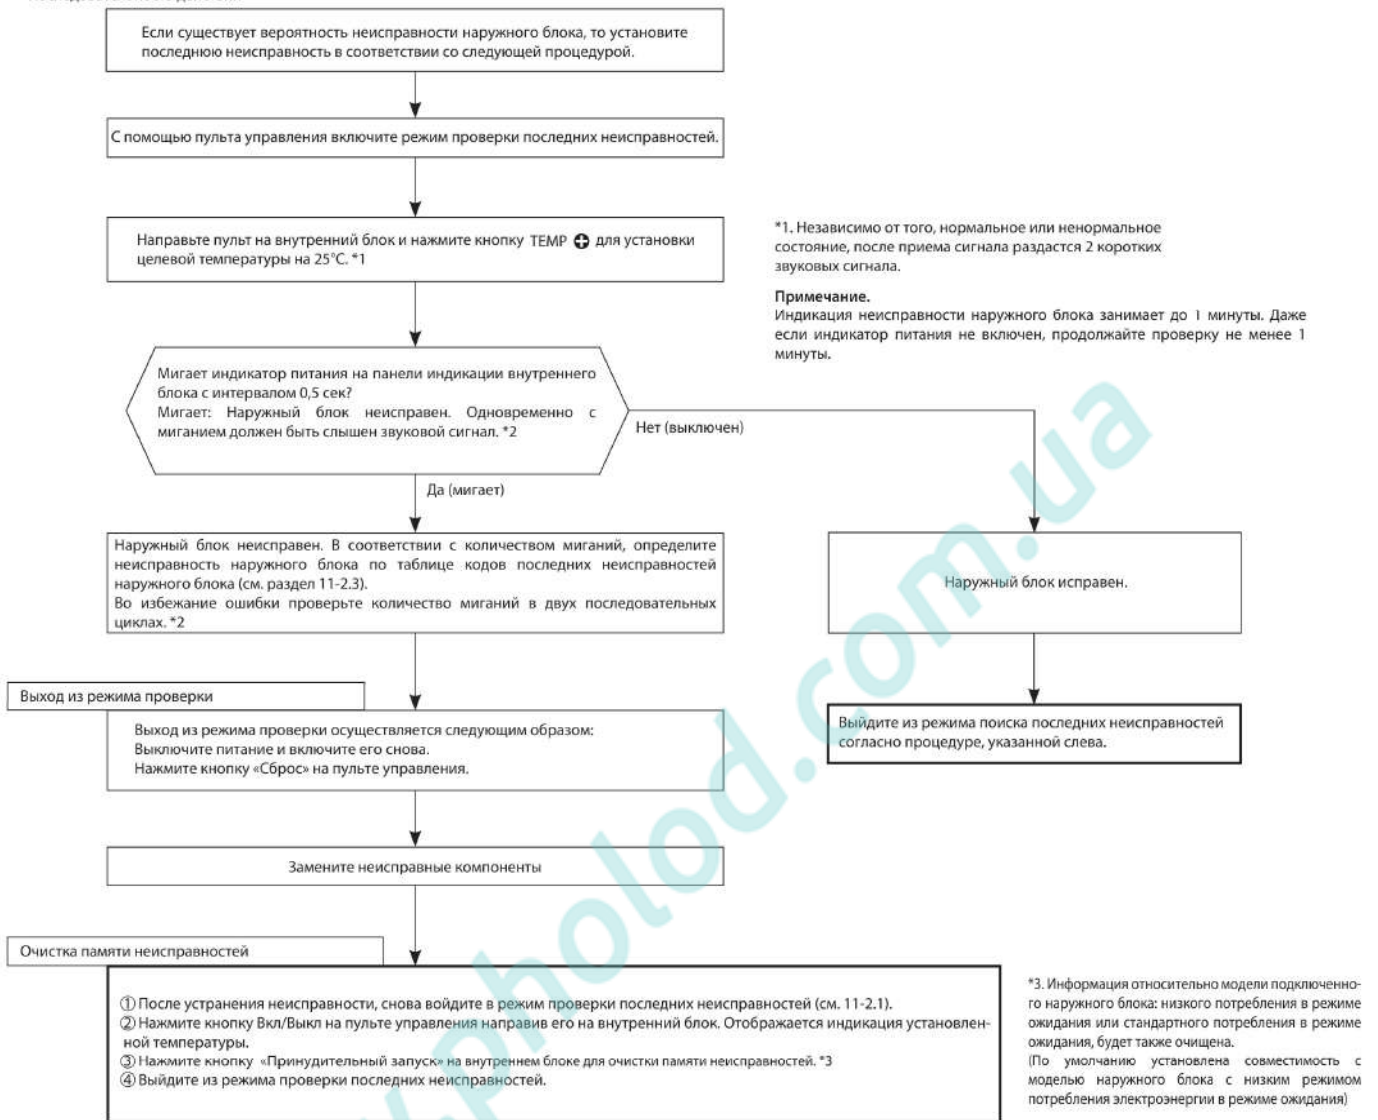 Если существует вероятность неисправности наружного блока, то установите
последнюю неисправность в соответствии со следующей процедурой.
С помощью пульта управления включите режим проверки последних неисправностей.
Направьте пульт на внутренний блок и нажмите кнопку TEMP ⊕ для установки
целевой температуры на 25°C. *1
*1. Независимо от того, нормальное или ненормальное
состояние, после приема сигнала раздастся 2 коротких
звуковых сигнала.
Примечание.
Индикация неисправности наружного блока занимает до 1 минуты. Даже
если индикатор питания не включен, продолжайте проверку не менее 1
минуты.
Мигает индикатор питания на панели индикации внутреннего
блока с интервалом 0,5 сек?
Мигает: Наружный блок неисправен. Одновременно с
миганием должен быть слышен звуковой сигнал. *2
Нет (выключен)
Да (мигает)
Наружный блок неисправен. В соответствии с количеством миганий, определите
неисправность наружного блока по таблице кодов последних неисправностей
наружного блока (см. раздел 11-2.3).
Во избежание ошибки проверьте количество миганий в двух последовательных
циклах. *2
Наружный блок исправен.
Выход из режима проверки
Выход из режима проверки осуществляется следующим образом:
Выключите питание и включите его снова.
Нажмите кнопку «Сброс» на пульте управления.
Выйдите из режима поиска последних неисправностей
согласно процедуре, указанной слева.
Замените неисправные компоненты
Очистка памяти неисправностей
① После устранения неисправности, снова войдите в режим проверки последних неисправностей (см. 11-2.1).
② Нажмите кнопку Вкл/Выкл на пульте управления направив его на внутренний блок. Отображается индикация установлен-
ной температуры.
③ Нажмите кнопку «Принудительный запуск» на внутреннем блоке для очистки памяти неисправностей. *3
④ Выйдите из режима проверки последних неисправностей.
*3. Информация относительно модели подключенно-
го наружного блока: низкого потребления в режиме
ожидания или стандартного потребления в режиме
ожидания, будет также очищена.
(По умолчанию установлена совместимость с
моделью наружного блока с низким режимом
потребления электроэнергии в режиме ожидания)
.pholod.com.ua